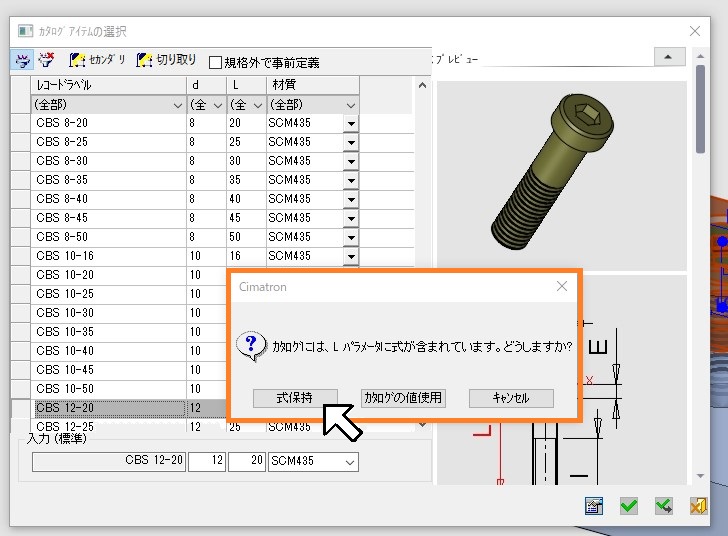 カタログ アイテムの選択
セカンダリ 切り取り 規格外で事前定義
プレビュー
レコードラベル d L 材質
(全部) (全 (全 (全部)
CBS 8-20 8 20 SCM435
CBS 8-25 8 25 SCM435
CBS 8-30 8 30 SCM435
CBS 8-35 8 35 SCM435
CBS 8-40 8 40 SCM435
CBS 8-45 8 45 SCM435
CBS 8-50 8 50 SCM435
CBS 10-16 10 16 SCM435
CBS 10-20 10
CBS 10-25 10
CBS 10-30 10
CBS 10-35 10
CBS 10-40 10
CBS 10-45 10
CBS 10-50 10
CBS 12-20 12
CBS 12-25 12 25 SCM435
Cimatron
カタログには、L パラメータに式が含まれています。どうしますか?
式保持 カタログの値使用 キャンセル
入力 (標準)
CBS 12-20 12 20 SCM435
E
X
L